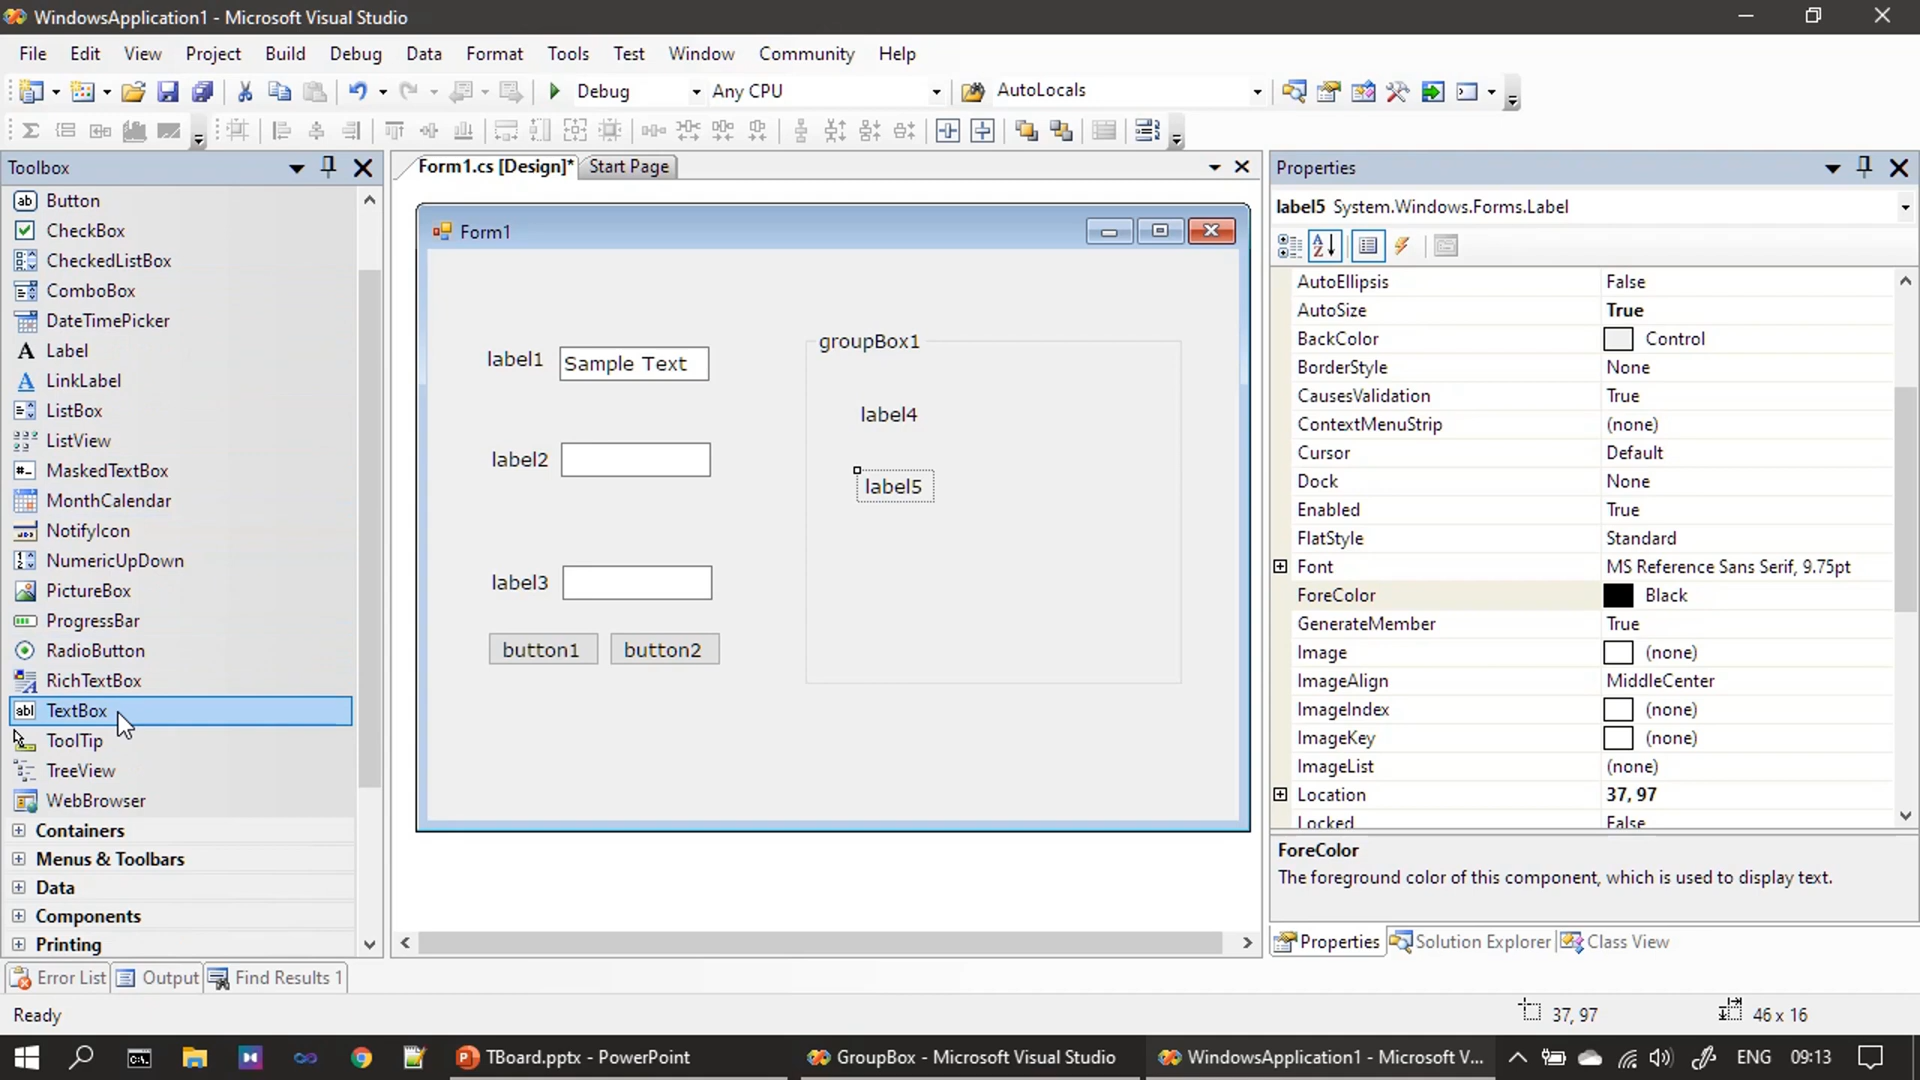 WindowsApplication1 - Microsoft Visual Studio
File Edit View Project Build Debug Data Format Tools Test Window Community Help
Debug Any CPU AutoLocals
Toolbox
Button
CheckBox
CheckedListBox
ComboBox
DateTimePicker
Label
LinkLabel
ListBox
ListView
MaskedTextBox
MonthCalendar
NotifyIcon
NumericUpDown
PictureBox
ProgressBar
RadioButton
RichTextBox
TextBox
ToolTip
TreeView
WebBrowser
Containers
Menus & Toolbars
Data
Components
Printing
Form1.cs [Design]* Start Page
Form1
label1 Sample Text
label2
label3
button1 button2
groupBox1
label4
label5
Properties
label5 System.Windows.Forms.Label
AutoEllipsis False
AutoSize True
BackColor Control
BorderStyle None
CausesValidation True
ContextMenuStrip (none)
Cursor Default
Dock None
Enabled True
FlatStyle Standard
Font MS Reference Sans Serif, 9.75pt
ForeColor Black
GenerateMember True
Image (none)
ImageAlign MiddleCenter
ImageIndex (none)
ImageKey (none)
ImageList (none)
Location 37, 97
Locked False
ForeColor
The foreground color of this component, which is used to display text.
Properties Solution Explorer Class View
Error List Output Find Results 1
Ready 37, 97 46 x 16
TBoard.pptx - PowerPoint GroupBox - Microsoft Visual Studio WindowsApplication1 - Microsoft V... ENG 09:13